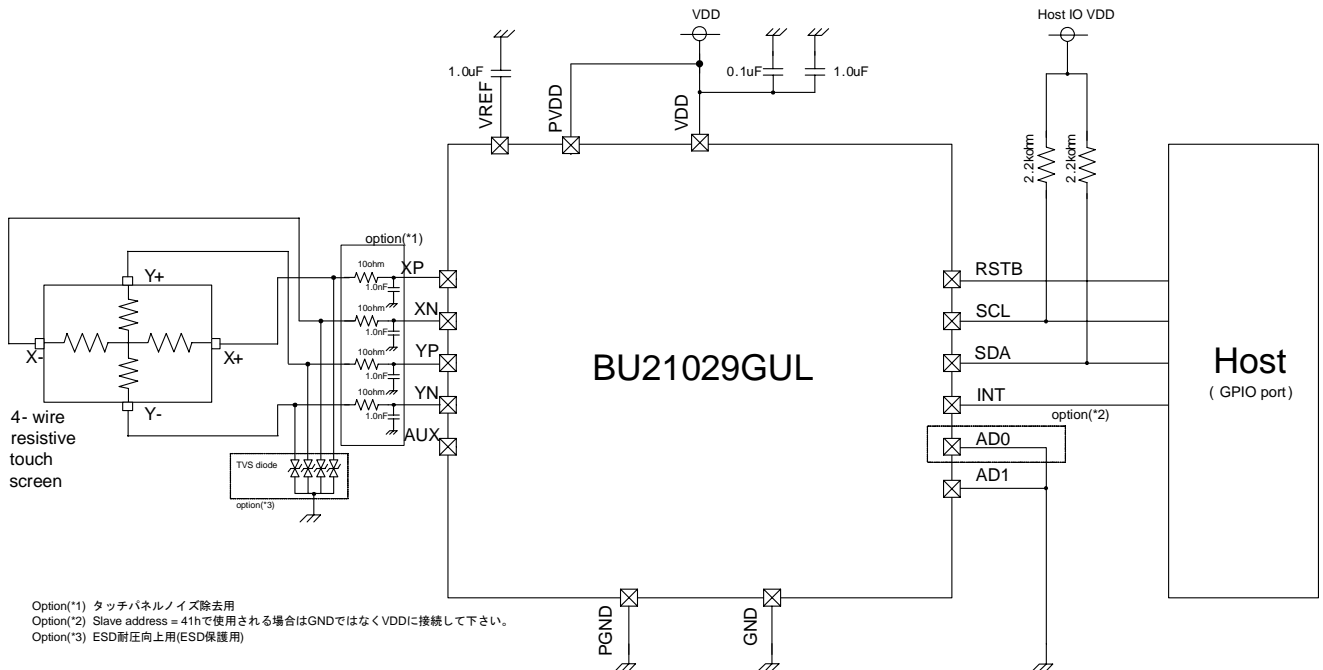 VDD
Host IO VDD
1.0uF
0.1uF
1.0uF
VREF
PVDD
VDD
2.2kohm
2.2kohm
option(*1)
10ohm
XP
1.0nF
10ohm
XN
1.0nF
10ohm
YP
1.0nF
10ohm
YN
1.0nF
AUX
Y+
X-
X+
Y-
4- wire
resistive
touch
screen
TVS diode
option(*3)
BU21029GUL
RSTB
SCL
SDA
INT
option(*2)
AD0
AD1
Host
( GPIO port)
PGND
GND
Option(*1) タッチパネルノイズ除去用
Option(*2) Slave address = 41hで使用される場合はGNDではなくVDDに接続して下さい。
Option(*3) ESD耐圧向上用(ESD保護用)